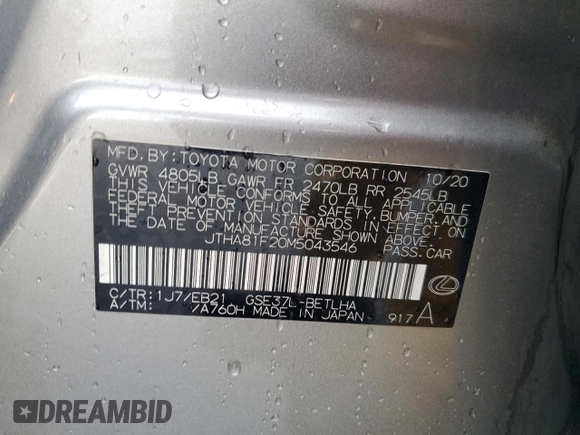 MFD. BY: TOYOTA MOTOR CORPORATION 10/20
GVWR 4805LB GAWR FR 2470LB RR 2545LB
THIS VEHICLE CONFORMS TO ALL APPLICABLE
FEDERAL MOTOR VEHICLE SAFETY, BUMPER, AND
THEFT PREVENTION STANDARDS IN EFFECT ON
THE DATE OF MANUFACTURE SHOWN ABOVE.
JTHA81F20M5043546 PASS.CAR
C/TR: 1J7/EB21 GSE37L-BETLHA
A/TM: /A760H MADE IN JAPAN 917 A
DREAMBID